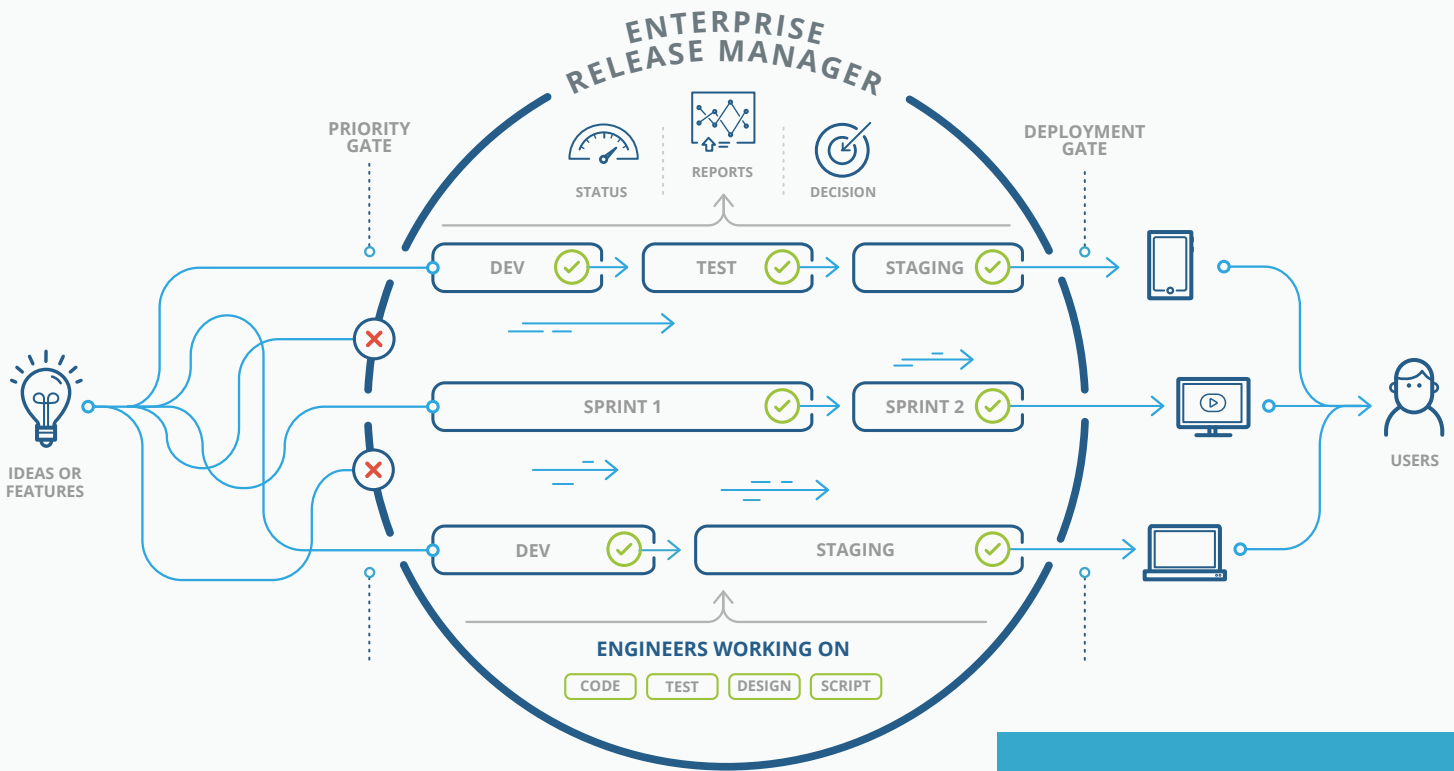 ENTERPRISE
RELEASE MANAGER
PRIORITY
GATE
DEPLOYMENT
GATE
STATUS
REPORTS
DECISION
DEV
TEST
STAGING
SPRINT 1
SPRINT 2
IDEAS OR
FEATURES
USERS
DEV
STAGING
ENGINEERS WORKING ON
CODE
TEST
DESIGN
SCRIPT